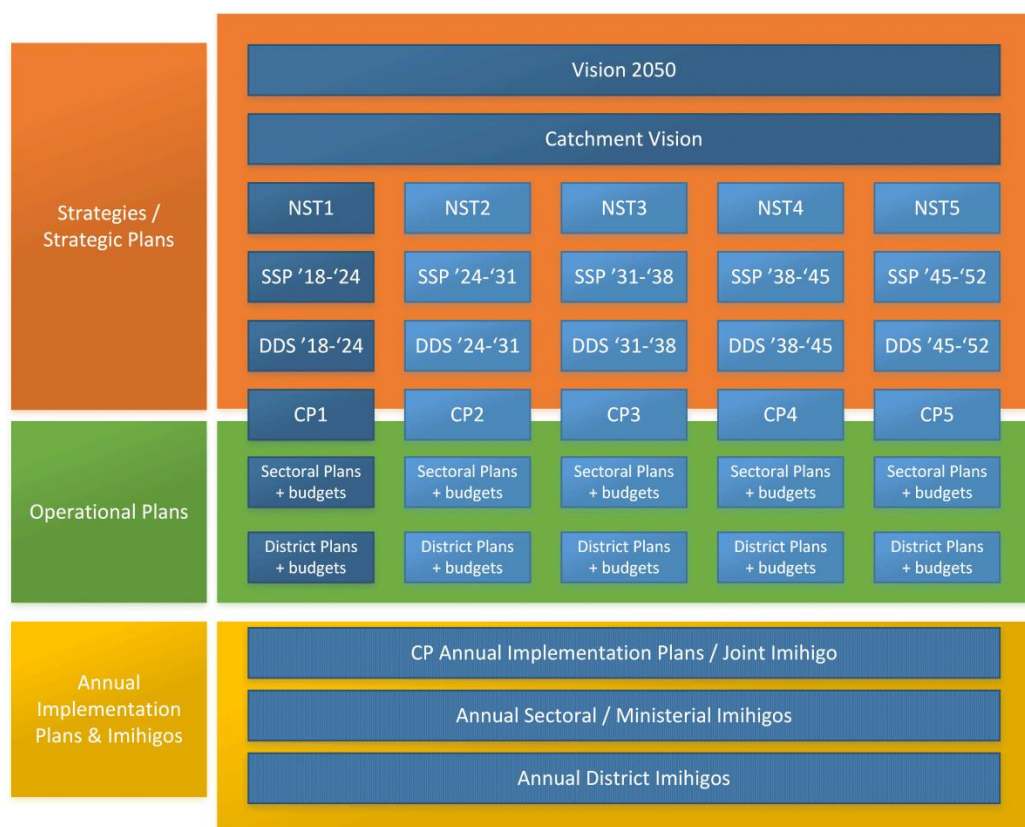 Vision 2050
Catchment Vision
Strategies /
Strategic Plans
NST1
NST2
NST3
NST4
NST5
SSP ’18-‘24
SSP ’24-‘31
SSP ’31-‘38
SSP ’38-‘45
SSP ’45-‘52
DDS ’18-‘24
DDS ’24-‘31
DDS ’31-‘38
DDS ’38-‘45
DDS ’45-‘52
CP1
CP2
CP3
CP4
CP5
Operational Plans
Sectoral Plans
+ budgets
Sectoral Plans
+ budgets
Sectoral Plans
+ budgets
Sectoral Plans
+ budgets
Sectoral Plans
+ budgets
District Plans
+ budgets
District Plans
+ budgets
District Plans
+ budgets
District Plans
+ budgets
District Plans
+ budgets
Annual
Implementation
Plans & Imihigos
CP Annual Implementation Plans / Joint Imihigo
Annual Sectoral / Ministerial Imihigos
Annual District Imihigos